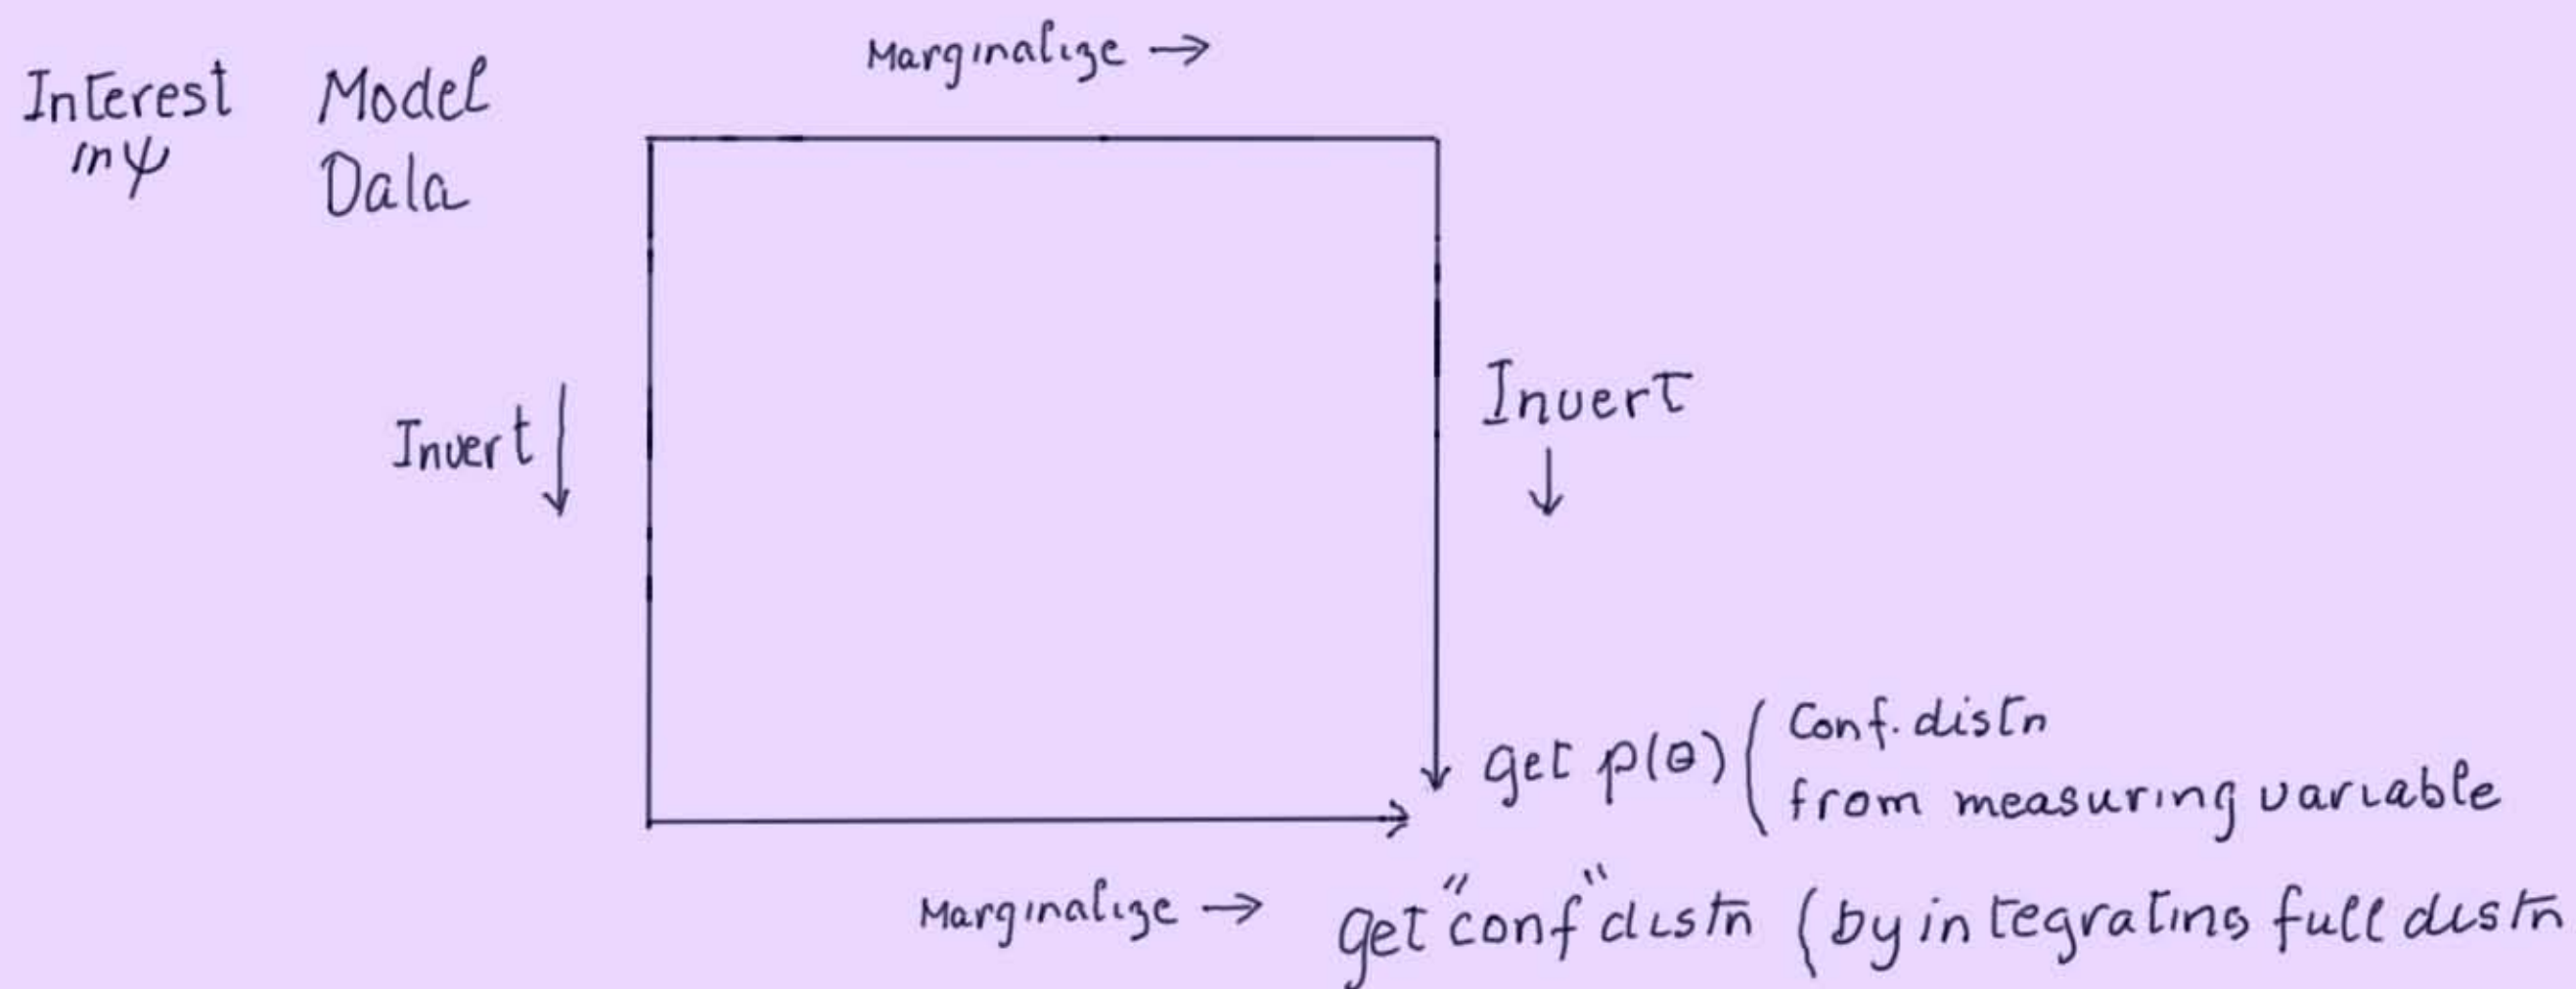 Marginalize →
Interest Model
in ψ Data
Invert ↓ Invert
↓
get p(θ) ( Conf. distn
from measuring variable
Marginalize → get "conf" distn (by integrating full distn